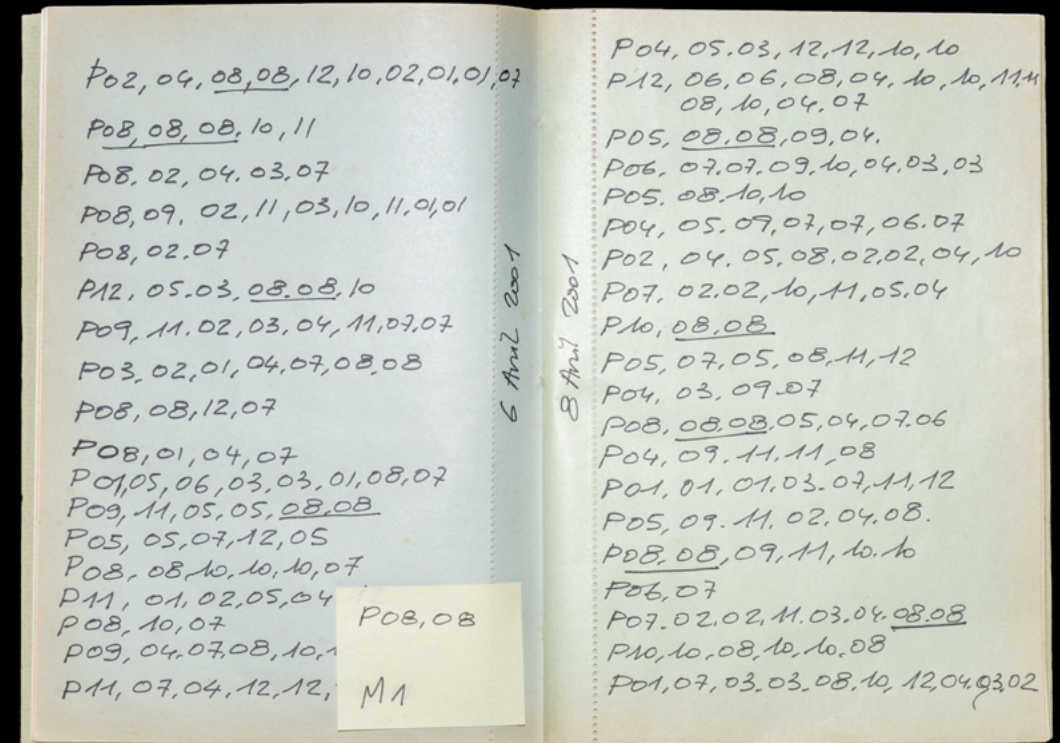 P02, 04, 08,08, 12, 10, 02, 01, 01, 07
P08, 08, 08. 10, 11
P08. 02, 04. 03. 07
P08, 09, 02, 11, 03, 10, 11. 01, 01
P08, 02. 07
P12, 05. 03. 08.08. 10
P09, 11. 02, 03, 04, 11, 07, 07
P03, 02, 01, 04, 07, 08, 08
P08, 08, 12, 07
P08, 01, 04, 07
P01, 05, 06, 03, 03, 01, 08, 07
P09, 11, 05, 05, 08.08
P05, 05, 07, 12, 05
P08, 08, 10, 10, 10, 07
P11, 01, 02, 05, 04
P08, 10, 07
P09, 04. 07. 08, 10,
P11, 07, 04, 12, 12,
P08, 08
M1
6 Avril 2001
8 Avril 2001
P04, 05. 03, 12, 12, 10, 10
P12, 06, 06, 08, 04, 10, 10, 11, 11
08, 10, 04. 07
P05, 08.08, 09, 04.
P06, 07. 07. 09. 10, 04. 03, 03
P05. 08. 10, 10
P04, 05. 09, 07, 07, 06. 07
P02, 04. 05, 08. 02, 02, 04, 10
P07, 02. 02, 10, 11, 05. 04
P10, 08.08
P05, 07, 05. 08, 11, 12
P04, 03, 09. 07
P08, 08.08, 05, 04, 07. 06
P04, 09. 11. 11, 08
P01, 01, 01. 03. 07, 11, 12
P05, 09. 11. 02, 04. 08.
P08. 08, 09, 11, 10. 10
P06, 07
P07. 02. 02, 11. 03. 04. 08.08
P10, 10, 08, 10, 10, 08
P01, 07, 03. 03. 08. 10, 12, 04, 03, 02